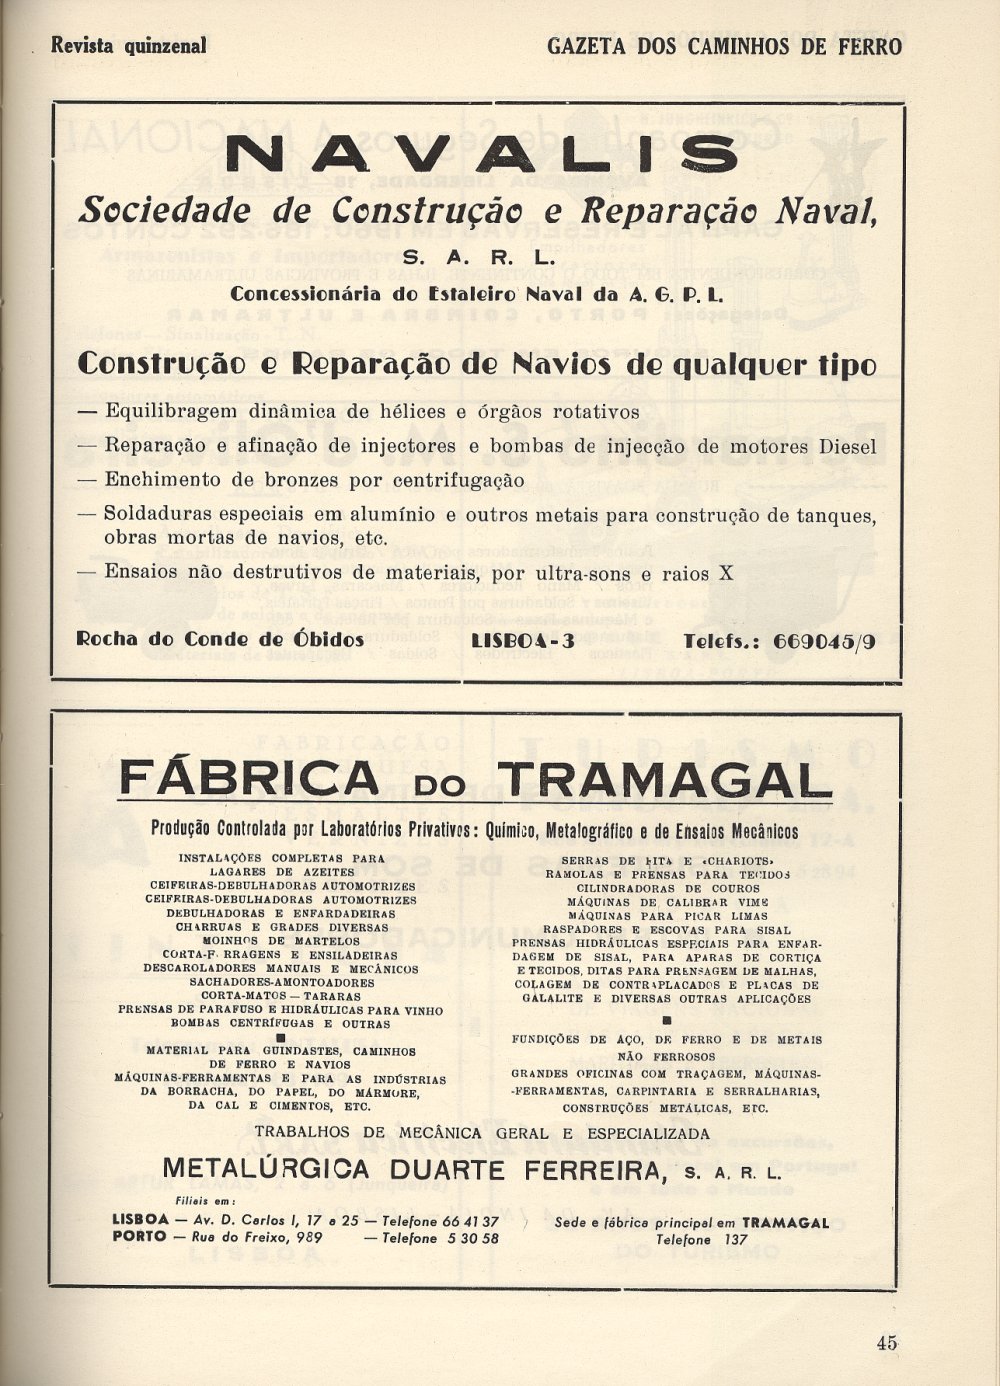 Revista quinzenal
GAZETA DOS CAMINHOS DE FERRO
NAVALIS
Sociedade de Construção e Reparação Naval,
S. A. R. L.
Concessionária do Estaleiro Naval da A. G. P. L.
Construção e Reparação de Navios de qualquer tipo
— Equilibragem dinâmica de hélices e órgãos rotativos
— Reparação e afinação de injectores e bombas de injecção de motores Diesel
— Enchimento de bronzes por centrifugação
— Soldaduras especiais em alumínio e outros metais para construção de tanques,
obras mortas de navios, etc.
— Ensaios não destrutivos de materiais, por ultra-sons e raios X
Rocha do Conde de Óbidos LISBOA-3 Telefs.: 669045/9
FÁBRICA DO TRAMAGAL
Produção Controlada por Laboratórios Privativos: Químico, Metalográfico e de Ensaios Mecânicos
INSTALAÇÕES COMPLETAS PARA
LAGARES DE AZEITES
CEIFEIRAS-DEBULHADORAS AUTOMOTRIZES
CEIFEIRAS-DEBULHADORAS AUTOMOTRIZES
DEBULHADORAS E ENFARDADEIRAS
CHARRUAS E GRADES DIVERSAS
MOINHOS DE MARTELOS
CORTA-F RRAGENS E ENSILADEIRAS
DESCAROLADORES MANUAIS E MECÂNICOS
SACHADORES-AMONTOADORES
CORTA-MATOS — TARARAS
PRENSAS DE PARAFUSO E HIDRÁULICAS PARA VINHO
BOMBAS CENTRÍFUGAS E OUTRAS
MATERIAL PARA GUINDASTES, CAMINHOS
DE FERRO E NAVIOS
MÁQUINAS-FERRAMENTAS E PARA AS INDÚSTRIAS
DA BORRACHA, DO PAPEL, DO MÁRMORE,
DA CAL E CIMENTOS, ETC.
SERRAS DE FITA E «CHARIOTS»
RAMOLAS E PRENSAS PARA TECIDOS
CILINDRADORAS DE COUROS
MÁQUINAS DE CALIBRAR VIME
MÁQUINAS PARA PICAR LIMAS
RASPADORES E ESCOVAS PARA SISAL
PRENSAS HIDRÁULICAS ESPECIAIS PARA ENFAR-
DAGEM DE SISAL, PARA APARAS DE CORTIÇA
E TECIDOS, DITAS PARA PRENSAGEM DE MALHAS,
COLAGEM DE CONTRAPLACADOS E PLACAS DE
GALALITE E DIVERSAS OUTRAS APLICAÇÕES
FUNDIÇÕES DE AÇO, DE FERRO E DE METAIS
NÃO FERROSOS
GRANDES OFICINAS COM TRAÇAGEM, MÁQUINAS-
-FERRAMENTAS, CARPINTARIA E SERRALHARIAS,
CONSTRUÇÕES METÁLICAS, ETC.
TRABALHOS DE MECÂNICA GERAL E ESPECIALIZADA
METALÚRGICA DUARTE FERREIRA, S. A. R. L.
Filiais em:
LISBOA — Av. D. Carlos I, 17 a 25 — Telefone 66 41 37
PORTO — Rua do Freixo, 989 — Telefone 5 30 58
Sede e fábrica principal em TRAMAGAL
Telefone 137
45